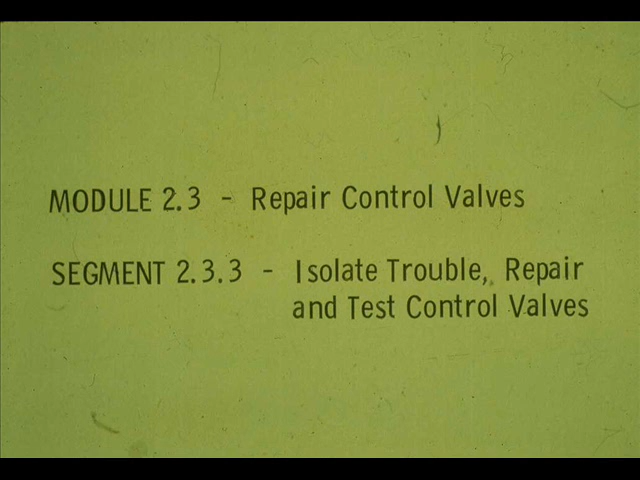 MODULE 2.3 - Repair Control Valves
SEGMENT 2.3.3 - Isolate Trouble, Repair
and Test Control Valves